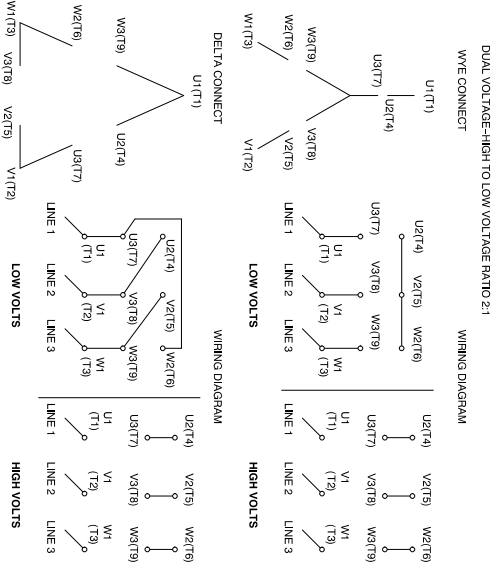 DUAL VOLTAGE–HIGH TO LOW VOLTAGE RATIO 2:1
WYE CONNECT
U1(T1)
U2(T4)
U3(T7)
W3(T9)
V3(T8)
W2(T6)
V2(T5)
W1(T3)
V1(T2)
WIRING DIAGRAM
U2(T4) V2(T5) W2(T6)
U3(T7) V3(T8) W3(T9)
U1 V1 W1
(T1) (T2) (T3)
LINE 1 LINE 2 LINE 3
LOW VOLTS
U2(T4) V2(T5) W2(T6)
U3(T7) V3(T8) W3(T9)
U1 V1 W1
(T1) (T2) (T3)
LINE 1 LINE 2 LINE 3
HIGH VOLTS
DELTA CONNECT
U1(T1)
W3(T9)
U2(T4)
W2(T6)
U3(T7)
W1(T3)
V3(T8)
V2(T5)
V1(T2)
WIRING DIAGRAM
U2(T4) V2(T5) W2(T6)
U3(T7) V3(T8) W3(T9)
U1 V1 W1
(T1) (T2) (T3)
LINE 1 LINE 2 LINE 3
LOW VOLTS
U2(T4) V2(T5) W2(T6)
U3(T7) V3(T8) W3(T9)
U1 V1 W1
(T1) (T2) (T3)
LINE 1 LINE 2 LINE 3
HIGH VOLTS